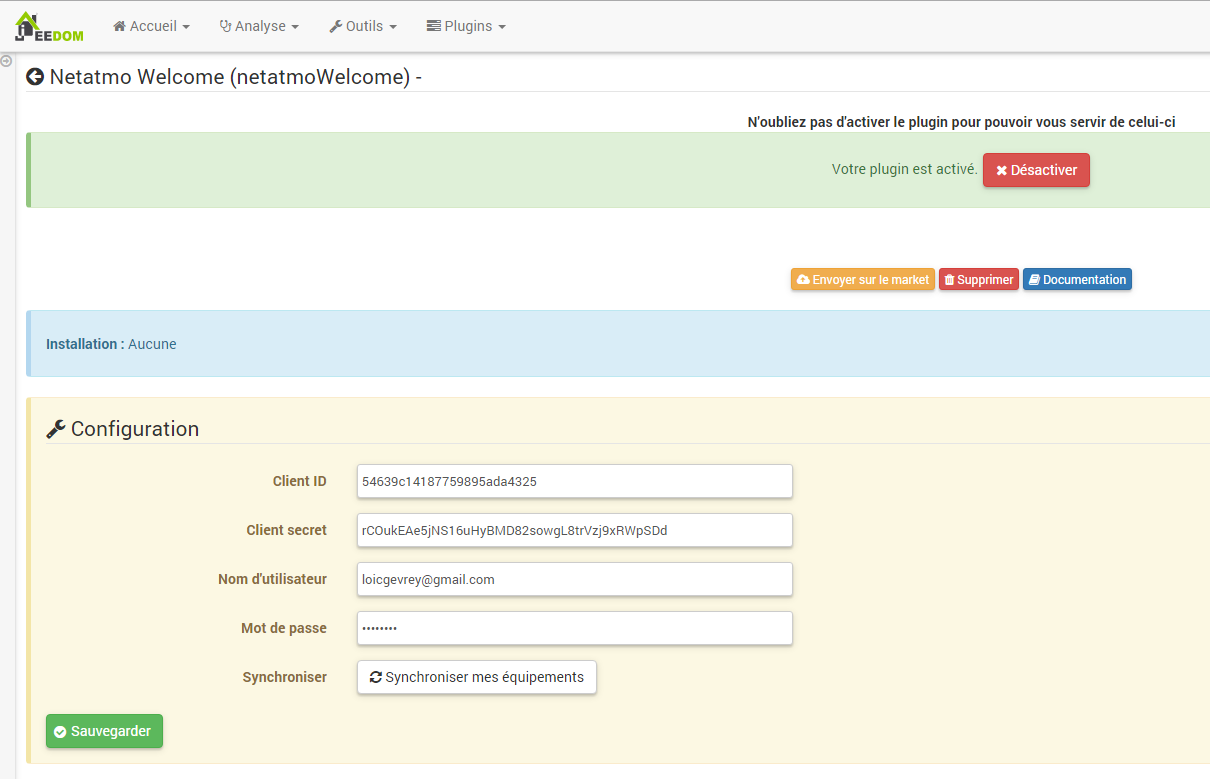 JEEDOM Accueil Analyse Outils Plugins
Netatmo Welcome (netatmoWelcome) -
N'oubliez pas d'activer le plugin pour pouvoir vous servir de celui-ci
Votre plugin est activé. Désactiver
Envoyer sur le market Supprimer Documentation
Installation : Aucune
Configuration
Client ID 54639c14187759895ada4325
Client secret rCOukEAe5jNS16uHyBMD82sowgL8trVzj9xRWpSDd
Nom d'utilisateur loicgevrey@gmail.com
Mot de passe ••••••••
Synchroniser Synchroniser mes équipements
Sauvegarder